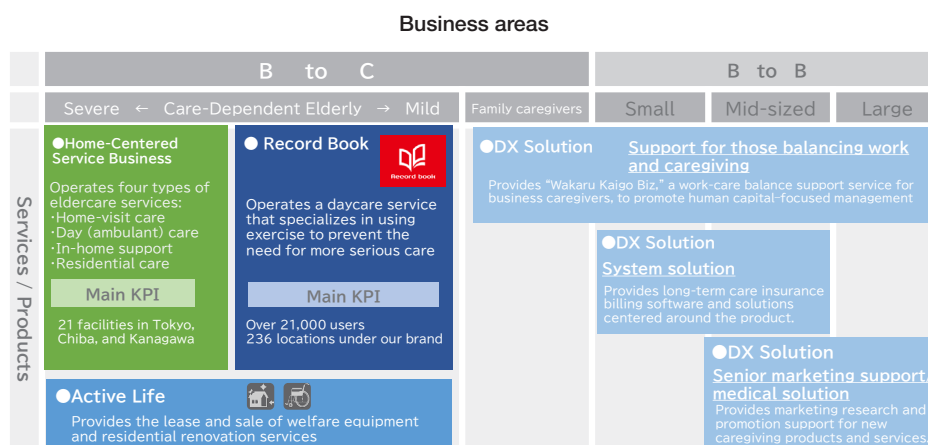 Business areas
B to C
B to B
Severe ← Care-Dependent Elderly → Mild
Family caregivers
Small
Mid-sized
Large
Services / Products
●Home-Centered
Service Business
Operates four types of
eldercare services:
・Home-visit care
・Day (ambulant) care
・In-home support
・Residential care
Main KPI
21 facilities in Tokyo,
Chiba, and Kanagawa
● Record Book
Record book
Operates a daycare service
that specializes in using
exercise to prevent the
need for more serious care
Main KPI
Over 21,000 users
236 locations under our brand
●Active Life
Provides the lease and sale of welfare equipment
and residential renovation services
●DX Solution
Support for those balancing work
and caregiving
Provides “Wakaru Kaigo Biz,” a work-care balance support service for
business caregivers, to promote human capital-focused management
●DX Solution
System solution
Provides long-term care insurance
billing software and solutions
centered around the product.
●DX Solution
Senior marketing support/
medical solution
Provides marketing research and
promotion support for new
caregiving products and services.